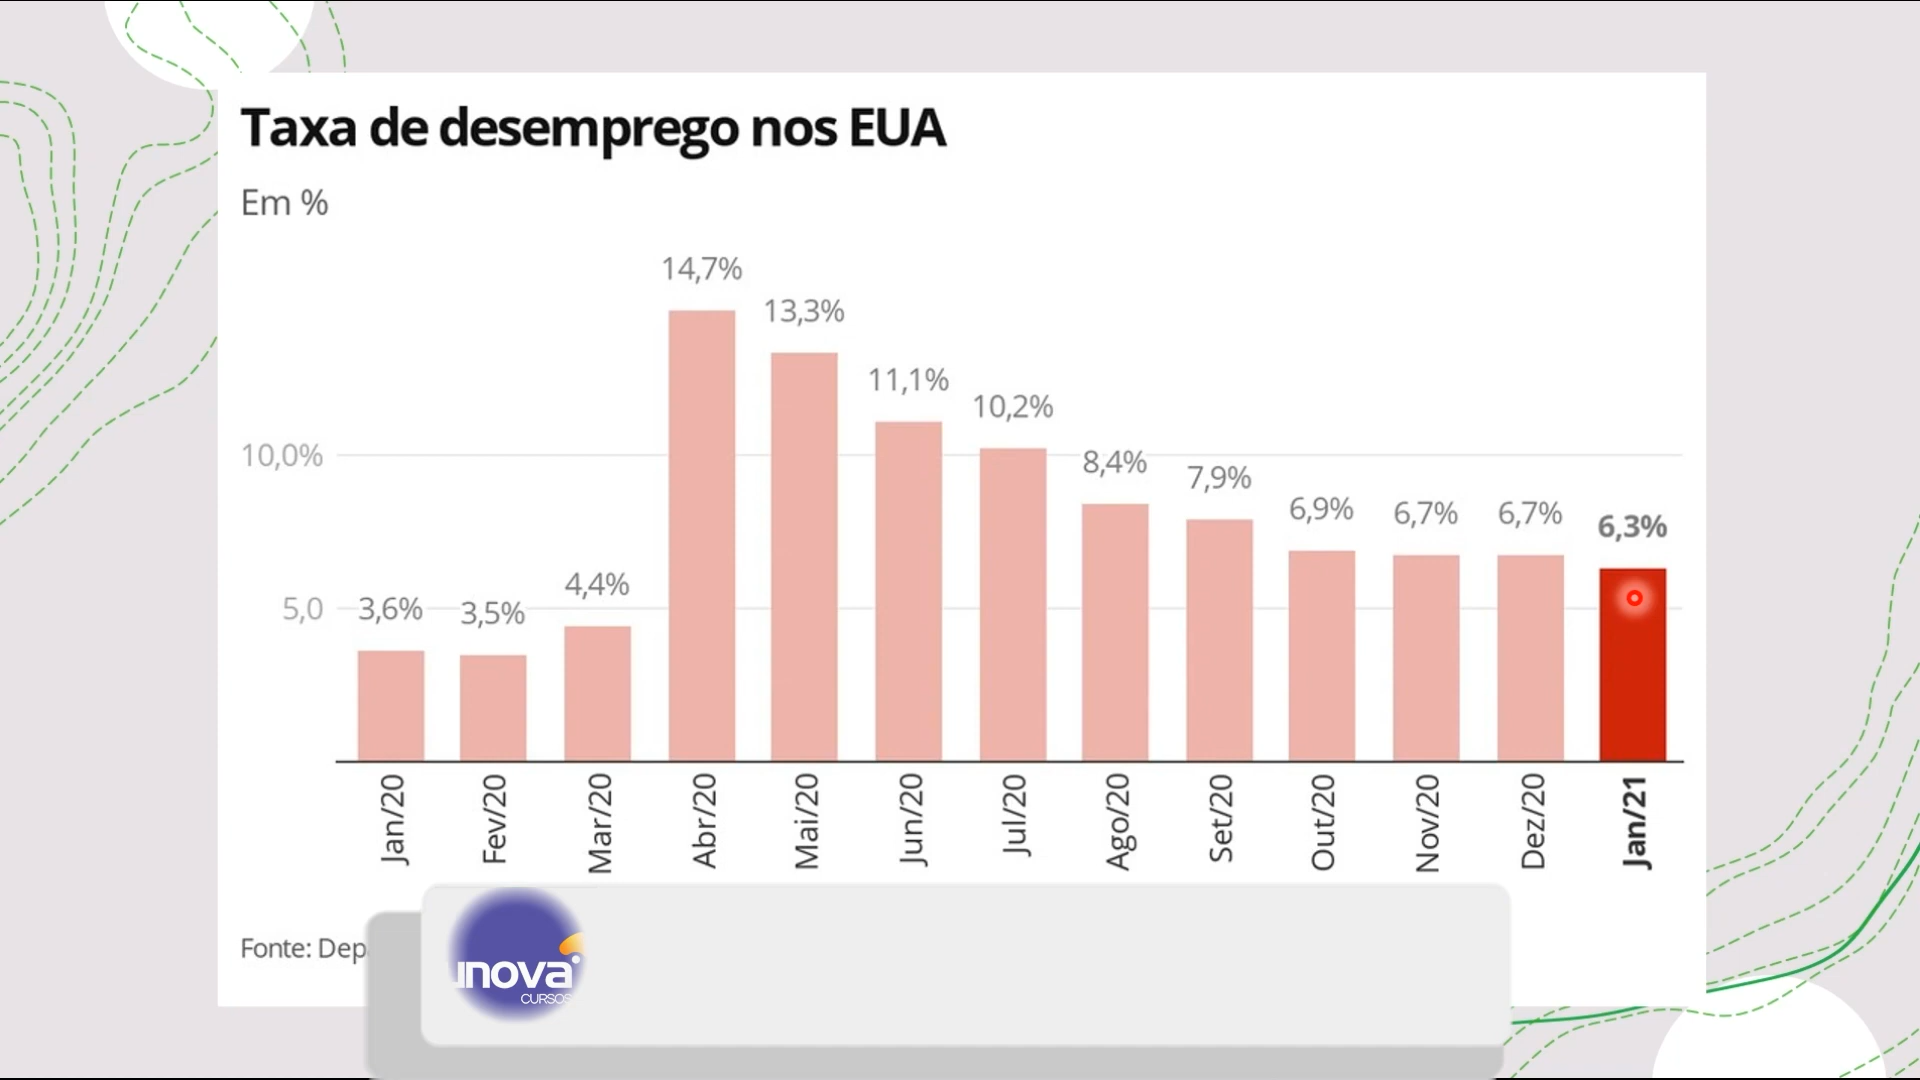 Taxa de desemprego nos EUA
Em %
14,7%
13,3%
11,1%
10,2%
10,0%
8,4%
7,9%
6,9%
6,7%
6,7%
6,3%
4,4%
5,0
3,6%
3,5%
Jan/20
Fev/20
Mar/20
Abr/20
Mai/20
Jun/20
Jul/20
Ago/20
Set/20
Out/20
Nov/20
Dez/20
Jan/21
Fonte:
inova
CURSOS